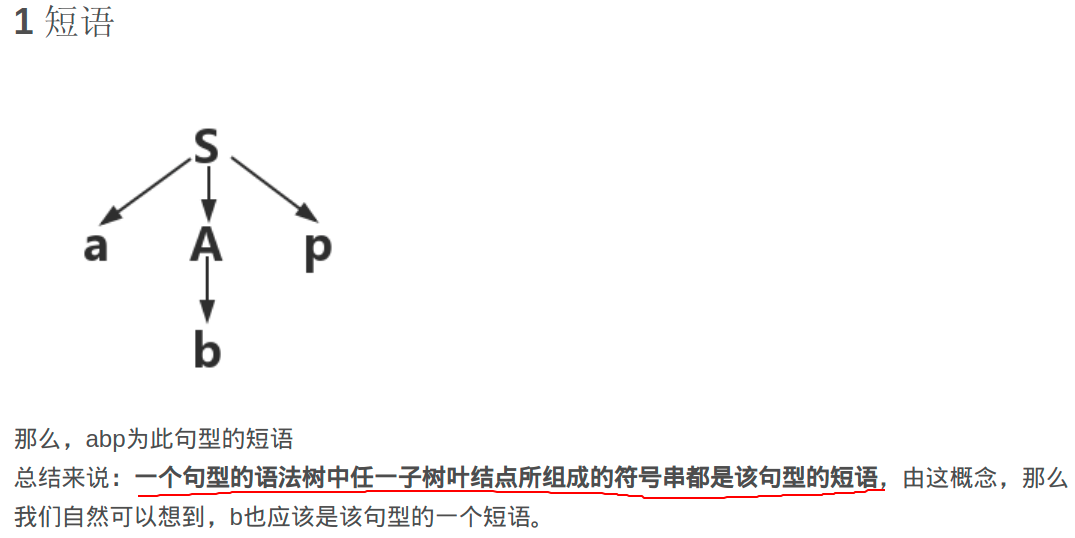 1 短语
S
a A p
b
那么，abp为此句型的短语
总结来说：一个句型的语法树中任一子树叶结点所组成的符号串都是该句型的短语，由这概念，那么
我们自然可以想到，b也应该是该句型的一个短语。